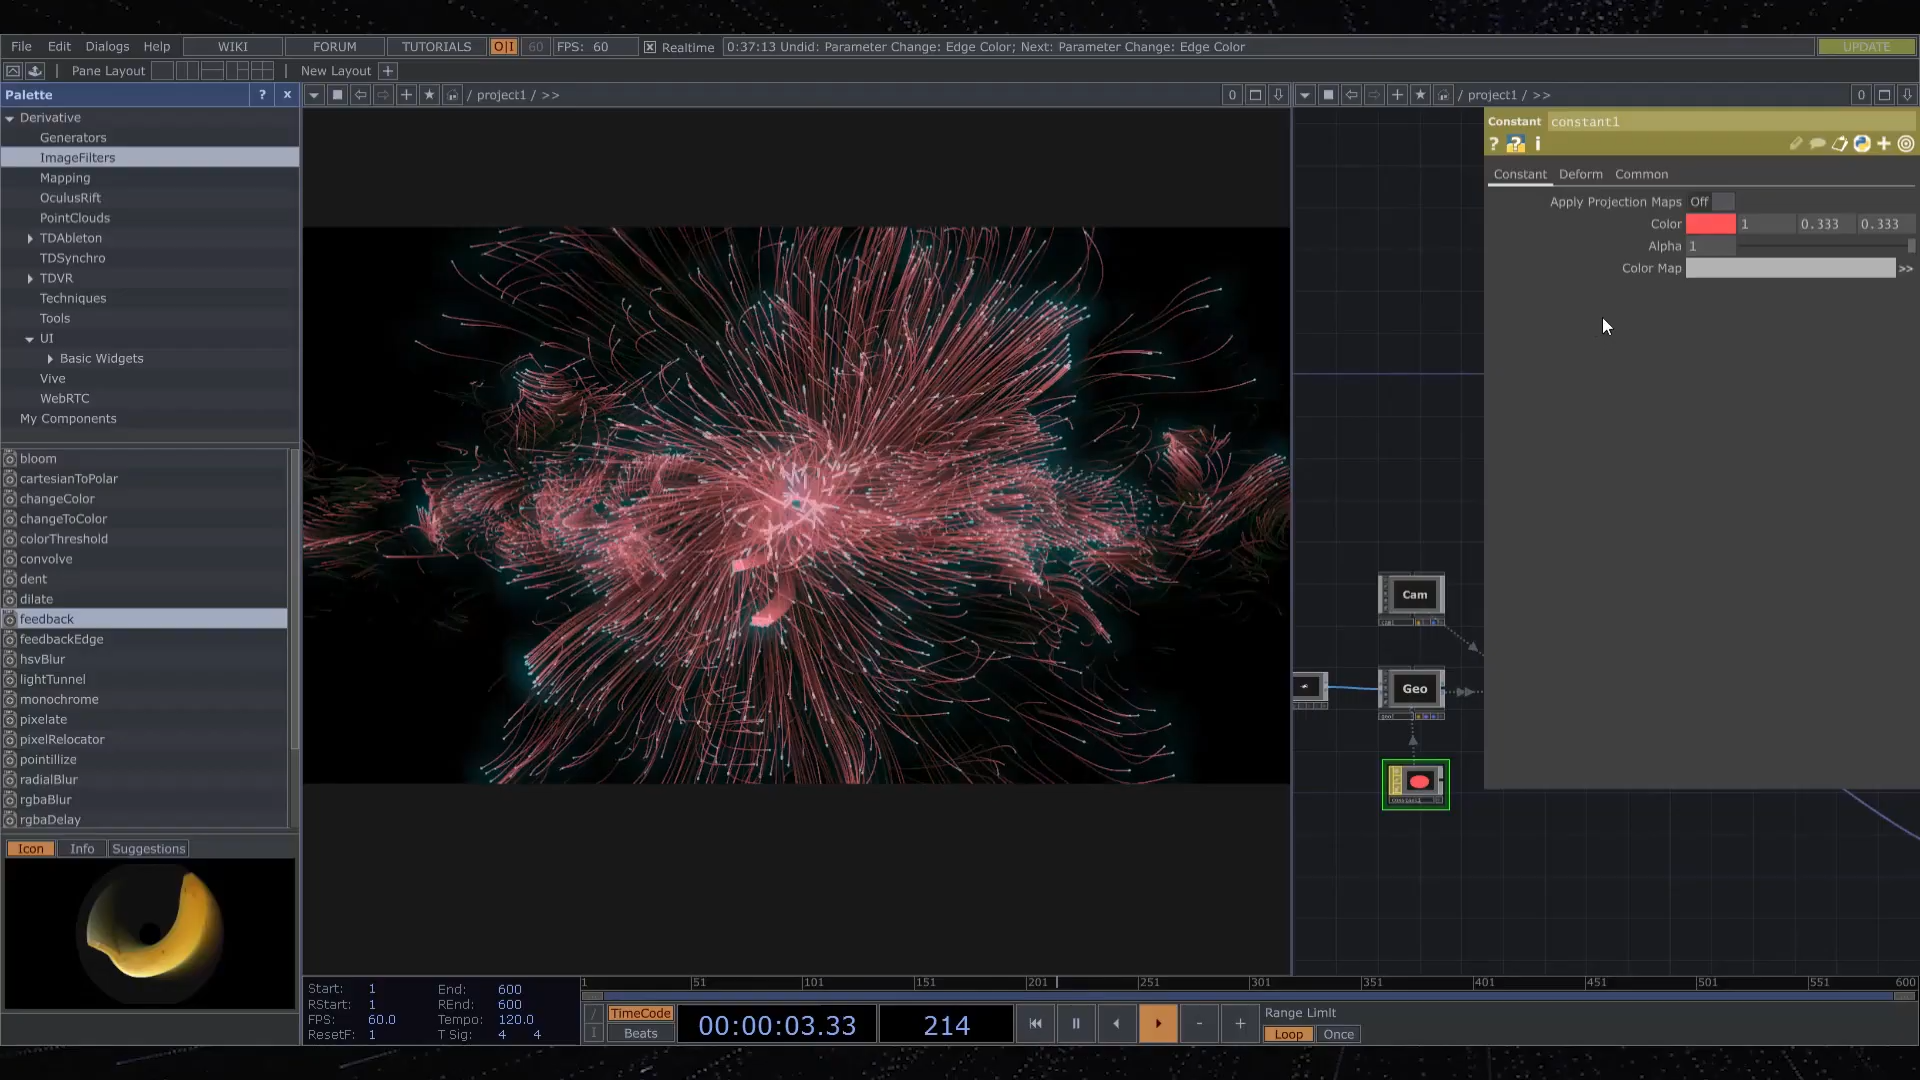 File Edit Dialogs Help WIKI FORUM TUTORIALS O|I 60 FPS: 60 Realtime 0:37:13 Undid: Parameter Change: Edge Color; Next: Parameter Change: Edge Color UPDATE
Pane Layout New Layout +
Palette ? x
/ project1 / >> 0
/ project1 / >> 0
Derivative
Generators
ImageFilters
Mapping
OculusRift
PointClouds
TDAbleton
TDSynchro
TDVR
Techniques
Tools
UI
Basic Widgets
Vive
WebRTC
My Components
bloom
cartesianToPolar
changeColor
changeToColor
colorThreshold
convolve
dent
dilate
feedback
feedbackEdge
hsvBlur
lightTunnel
monochrome
pixelate
pixelRelocator
pointillize
radialBlur
rgbaBlur
rgbaDelay
Icon Info Suggestions
Constant constant1
? ? i
Constant Deform Common
Apply Projection Maps Off
Color 1 0.333 0.333
Alpha 1
Color Map >>
Cam
Geo
Start: 1 End: 600
RStart: 1 REnd: 600
FPS: 60.0 Tempo: 120.0
ResetF: 1 T Sig: 4 4
1 51 101 151 201 251 301 351 401 451 501 551 600
/ TimeCode
I Beats
00:00:03.33 214
- +
Range Limit
Loop Once